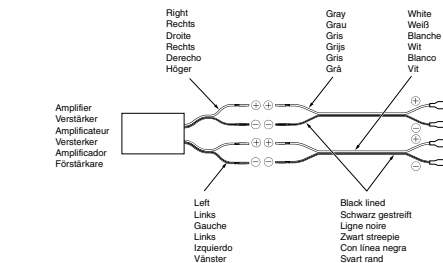 Right
Rechts
Droite
Rechts
Derecho
Höger
Gray
Grau
Gris
Grijs
Gris
Grå
White
Weiß
Blanche
Wit
Blanco
Vit
Amplifier
Verstärker
Amplificateur
Versterker
Amplificador
Förstärkare
Left
Links
Gauche
Links
Izquierdo
Vänster
Black lined
Schwarz gestreift
Ligne noire
Zwart streepje
Con línea negra
Svart rand